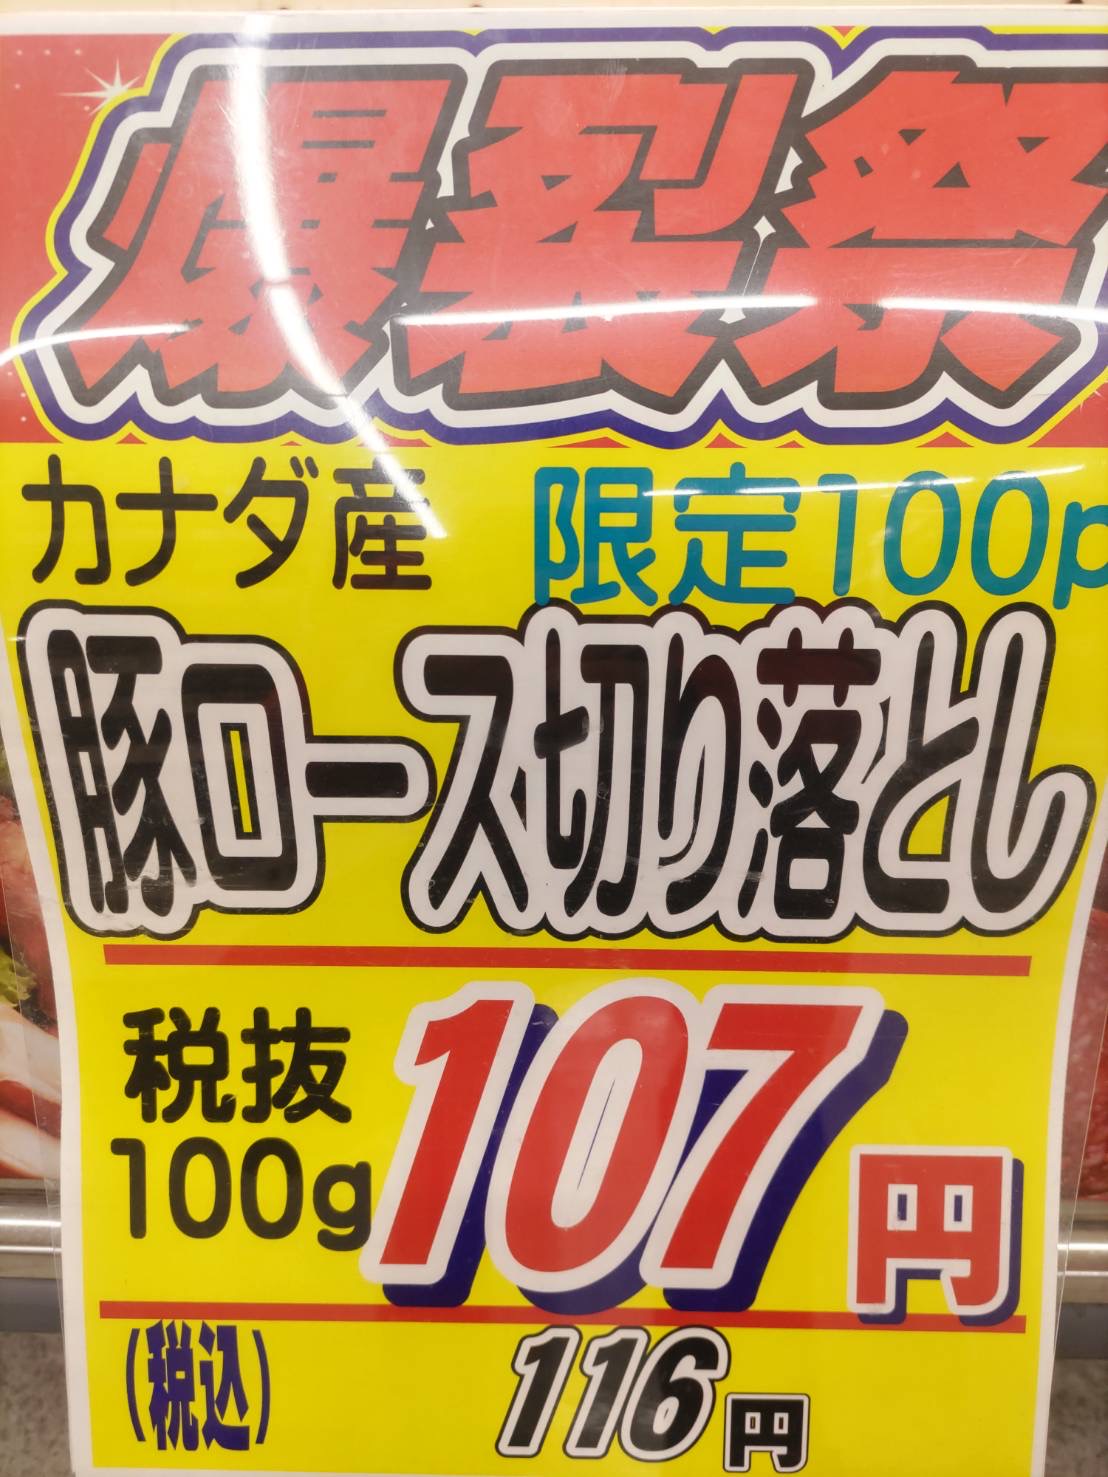 爆裂祭
カナダ産 限定100p
豚ロース切り落とし
税抜
100g 107円
(税込) 116円